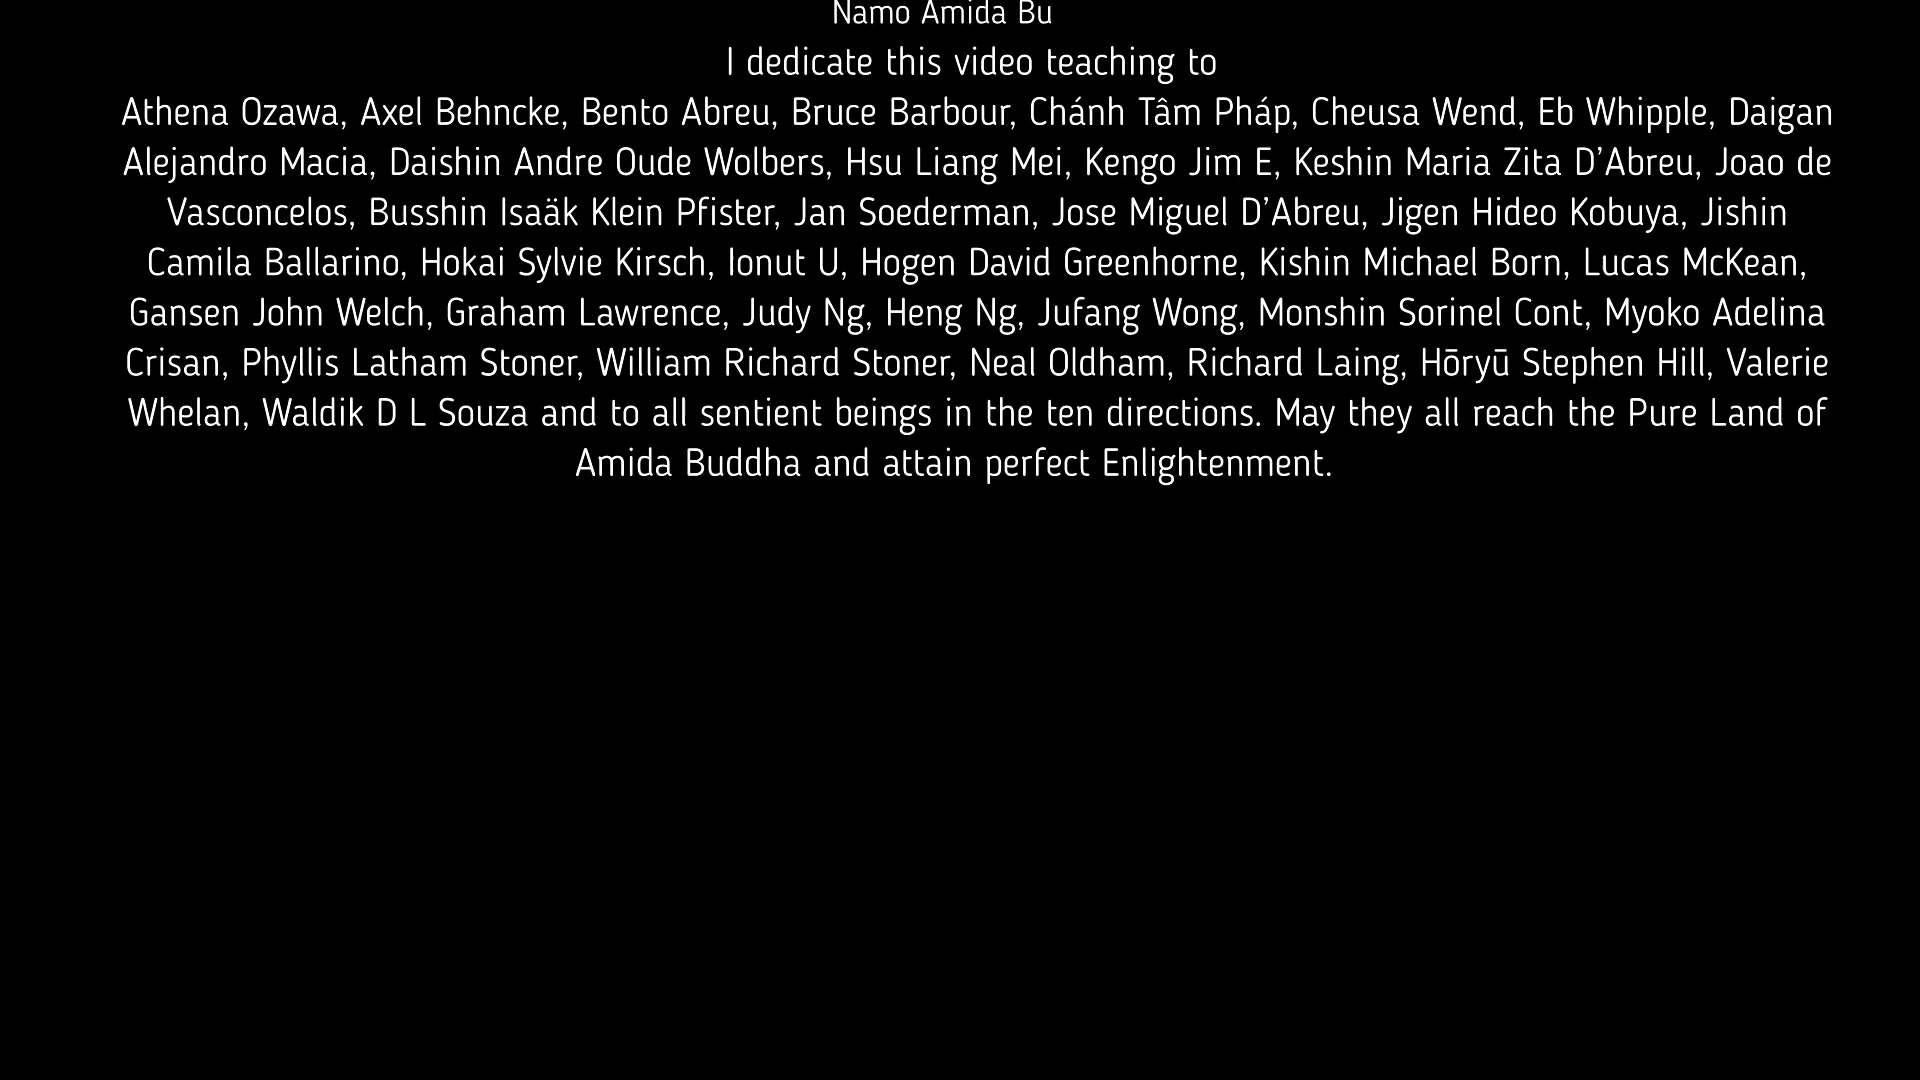 Namo Amida Bu
I dedicate this video teaching to
Athena Ozawa, Axel Behncke, Bento Abreu, Bruce Barbour, Chánh Tâm Pháp, Cheusa Wend, Eb Whipple, Daigan
Alejandro Macia, Daishin Andre Oude Wolbers, Hsu Liang Mei, Kengo Jim E, Keshin Maria Zita D’Abreu, Joao de
Vasconcelos, Busshin Isaäk Klein Pfister, Jan Soederman, Jose Miguel D’Abreu, Jigen Hideo Kobuya, Jishin
Camila Ballarino, Hokai Sylvie Kirsch, Ionut U, Hogen David Greenhorne, Kishin Michael Born, Lucas McKean,
Gansen John Welch, Graham Lawrence, Judy Ng, Heng Ng, Jufang Wong, Monshin Sorinel Cont, Myoko Adelina
Crisan, Phyllis Latham Stoner, William Richard Stoner, Neal Oldham, Richard Laing, Hōryū Stephen Hill, Valerie
Whelan, Waldik D L Souza and to all sentient beings in the ten directions. May they all reach the Pure Land of
Amida Buddha and attain perfect Enlightenment.